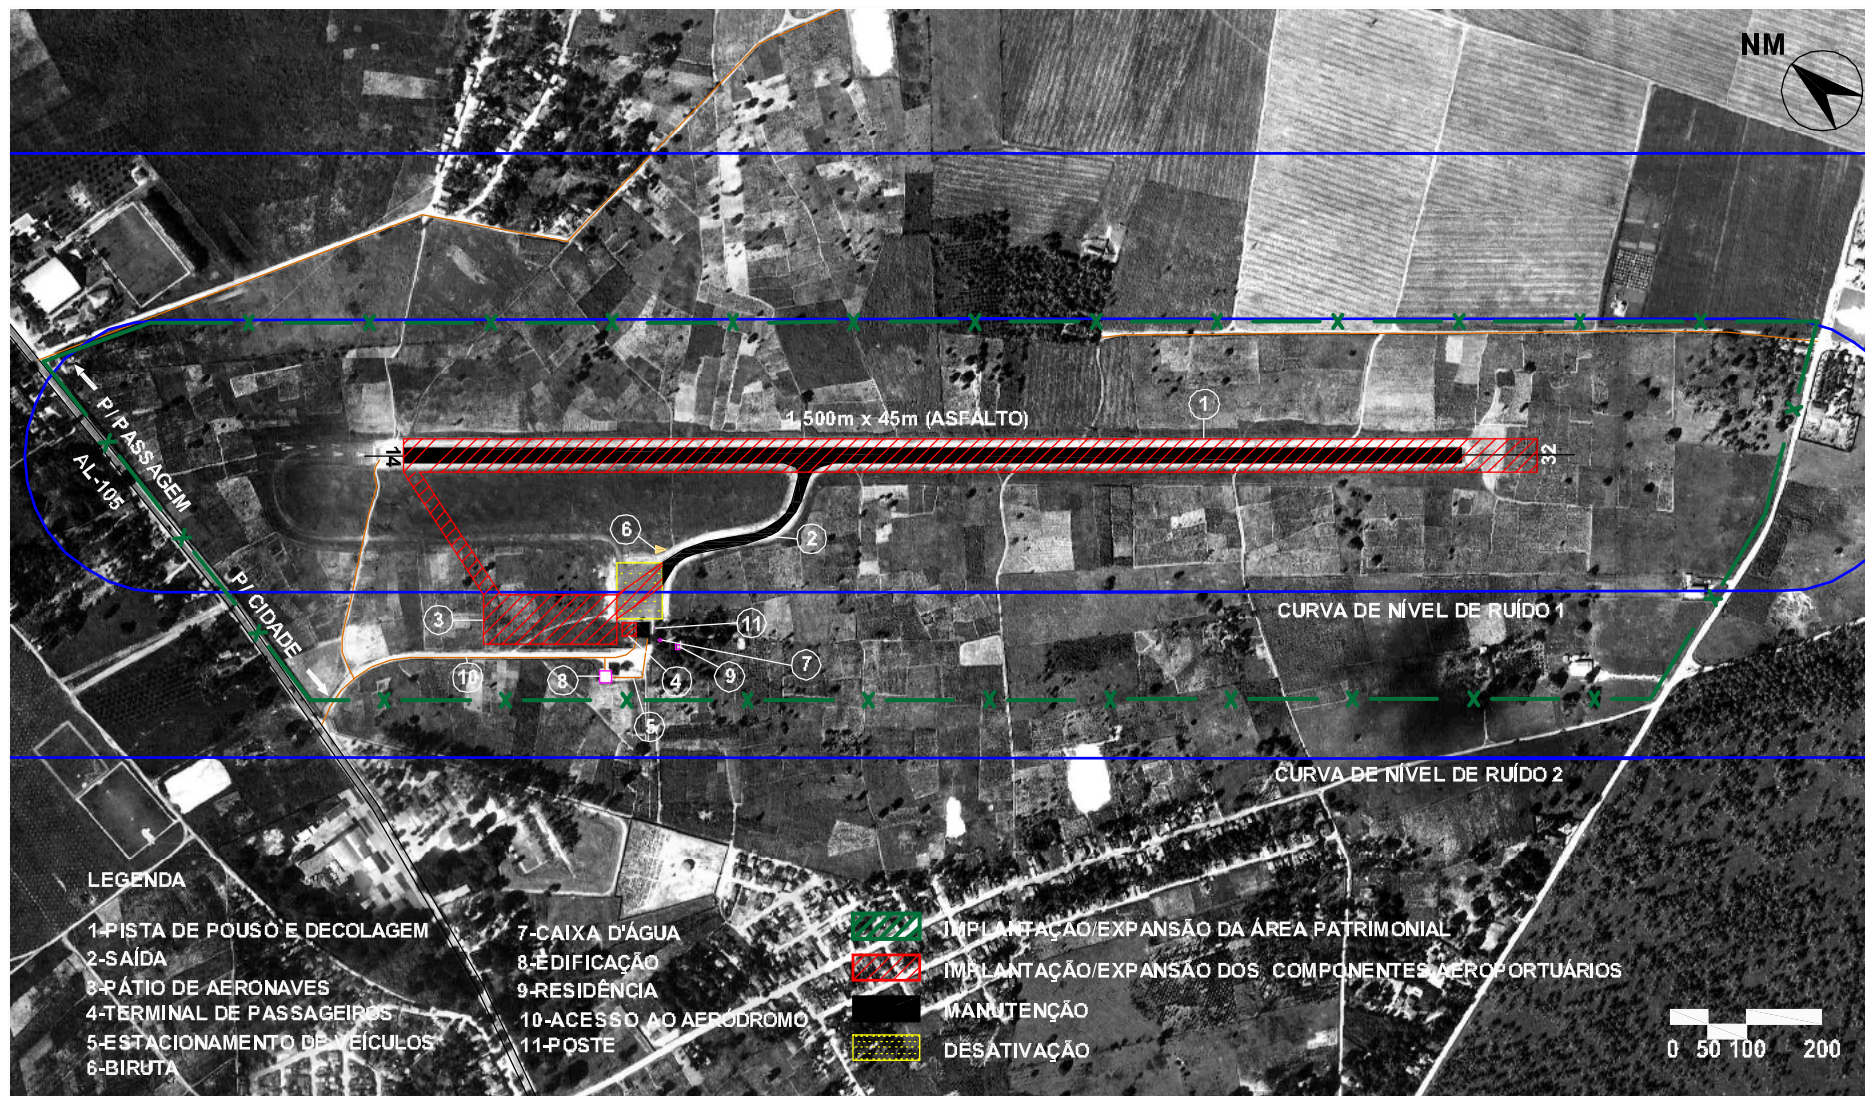 NM
1.500m x 45m (ASFALTO)
1
14
32
P/ PASSAGEM
AL-105
P/ CIDADE
6
2
3
11
7
10
8
4
9
5
CURVA DE NÍVEL DE RUÍDO 1
CURVA DE NÍVEL DE RUÍDO 2
LEGENDA
1-PISTA DE POUSO E DECOLAGEM
2-SAÍDA
3-PÁTIO DE AERONAVES
4-TERMINAL DE PASSAGEIROS
5-ESTACIONAMENTO DE VEÍCULOS
6-BIRUTA
7-CAIXA D'ÁGUA
8-EDIFICAÇÃO
9-RESIDÊNCIA
10-ACESSO AO AERÓDROMO
11-POSTE
IMPLANTAÇÃO/EXPANSÃO DA ÁREA PATRIMONIAL
IMPLANTAÇÃO/EXPANSÃO DOS COMPONENTES AEROPORTUÁRIOS
MANUTENÇÃO
DESATIVAÇÃO
0 50 100 200